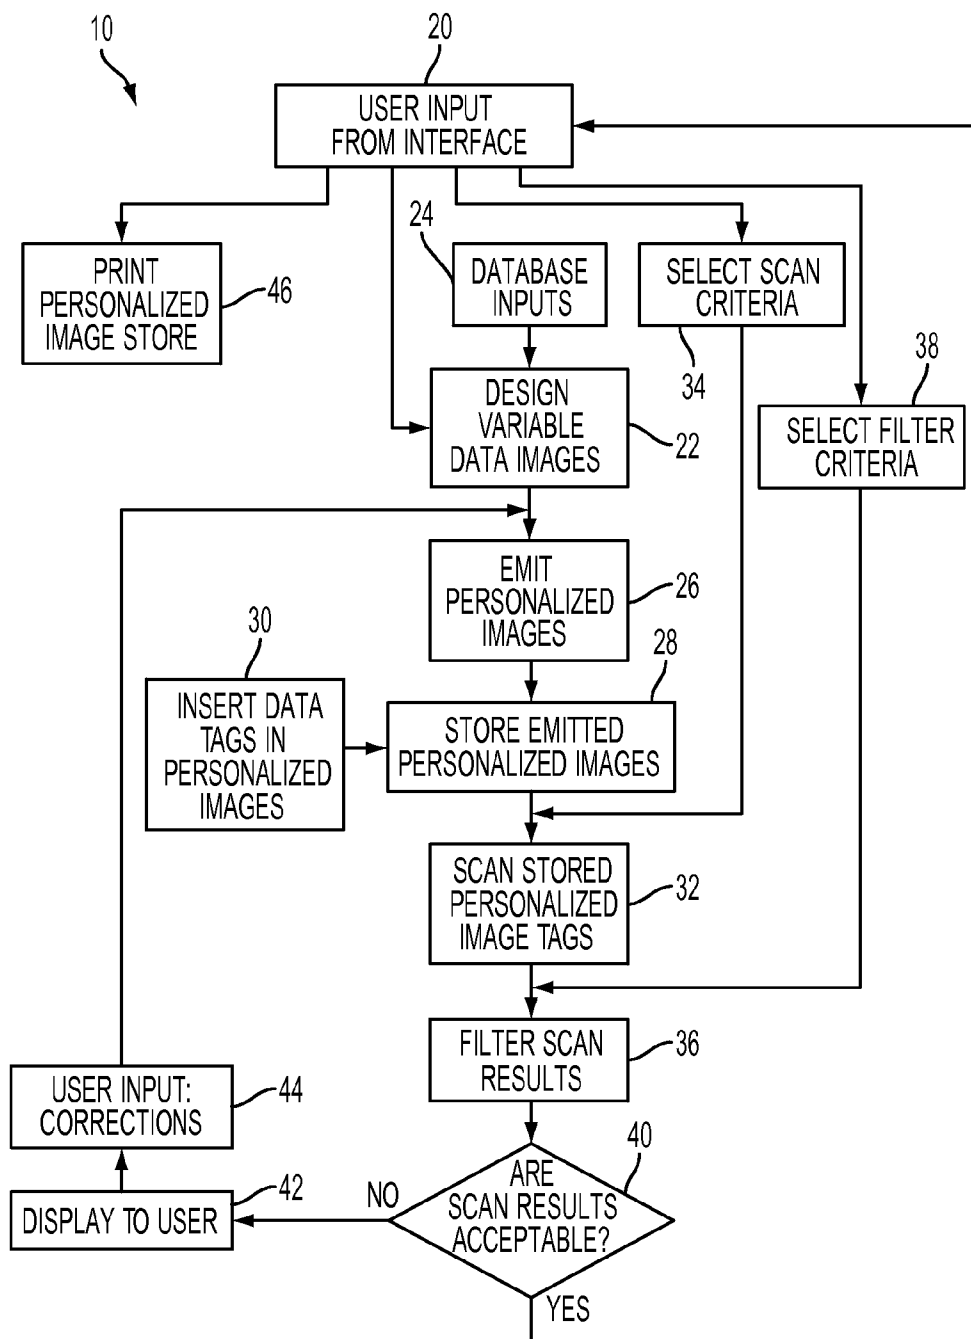 10
20
USER INPUT
FROM INTERFACE
24
PRINT
PERSONALIZED
IMAGE STORE
46
DATABASE
INPUTS
SELECT SCAN
CRITERIA
34
38
DESIGN
VARIABLE
DATA IMAGES
22
SELECT FILTER
CRITERIA
EMIT
PERSONALIZED
IMAGES
26
30
28
INSERT DATA
TAGS IN
PERSONALIZED
IMAGES
STORE EMITTED
PERSONALIZED IMAGES
SCAN STORED
PERSONALIZED
IMAGE TAGS
32
FILTER SCAN
RESULTS
36
USER INPUT:
CORRECTIONS
44
40
ARE
SCAN RESULTS
ACCEPTABLE?
NO
42
DISPLAY TO USER
YES